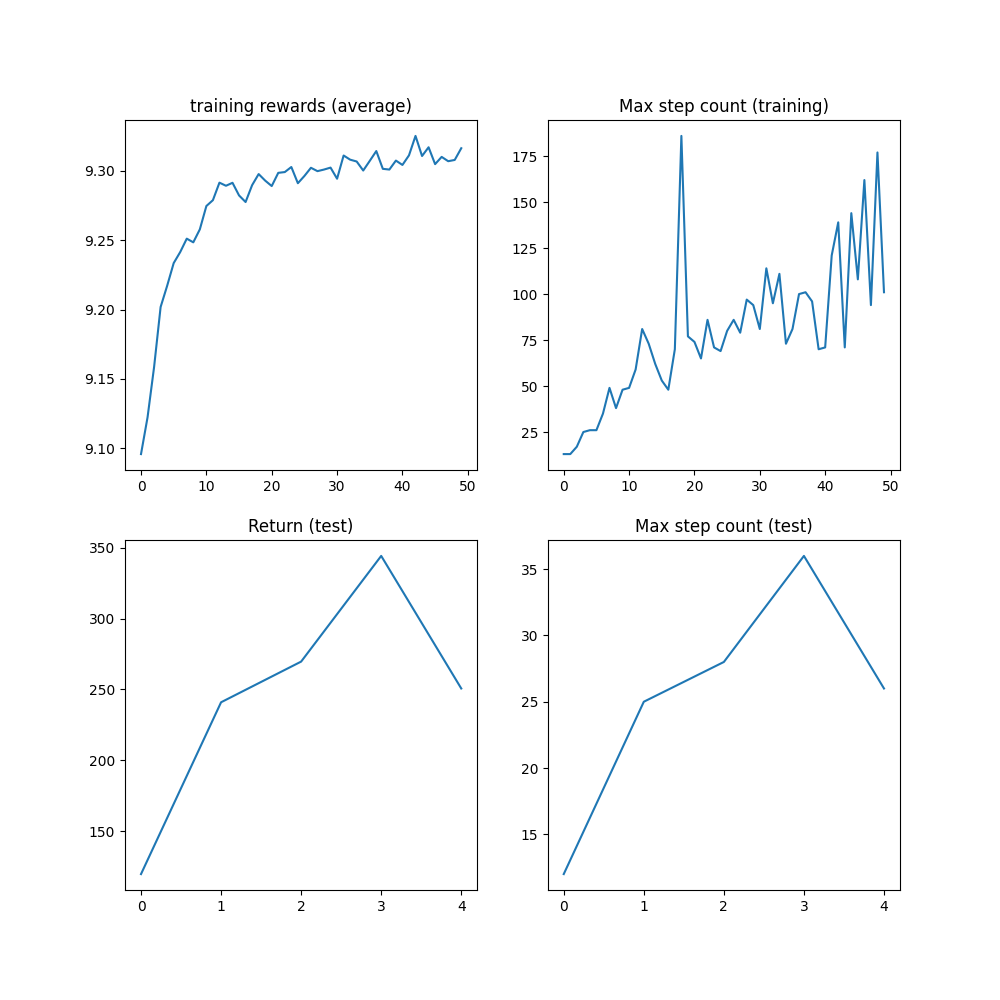 training rewards (average)
9.30
9.25
9.20
9.15
9.10
0 10 20 30 40 50
Max step count (training)
175
150
125
100
75
50
25
0 10 20 30 40 50
Return (test)
350
300
250
200
150
0 1 2 3 4
Max step count (test)
35
30
25
20
15
0 1 2 3 4